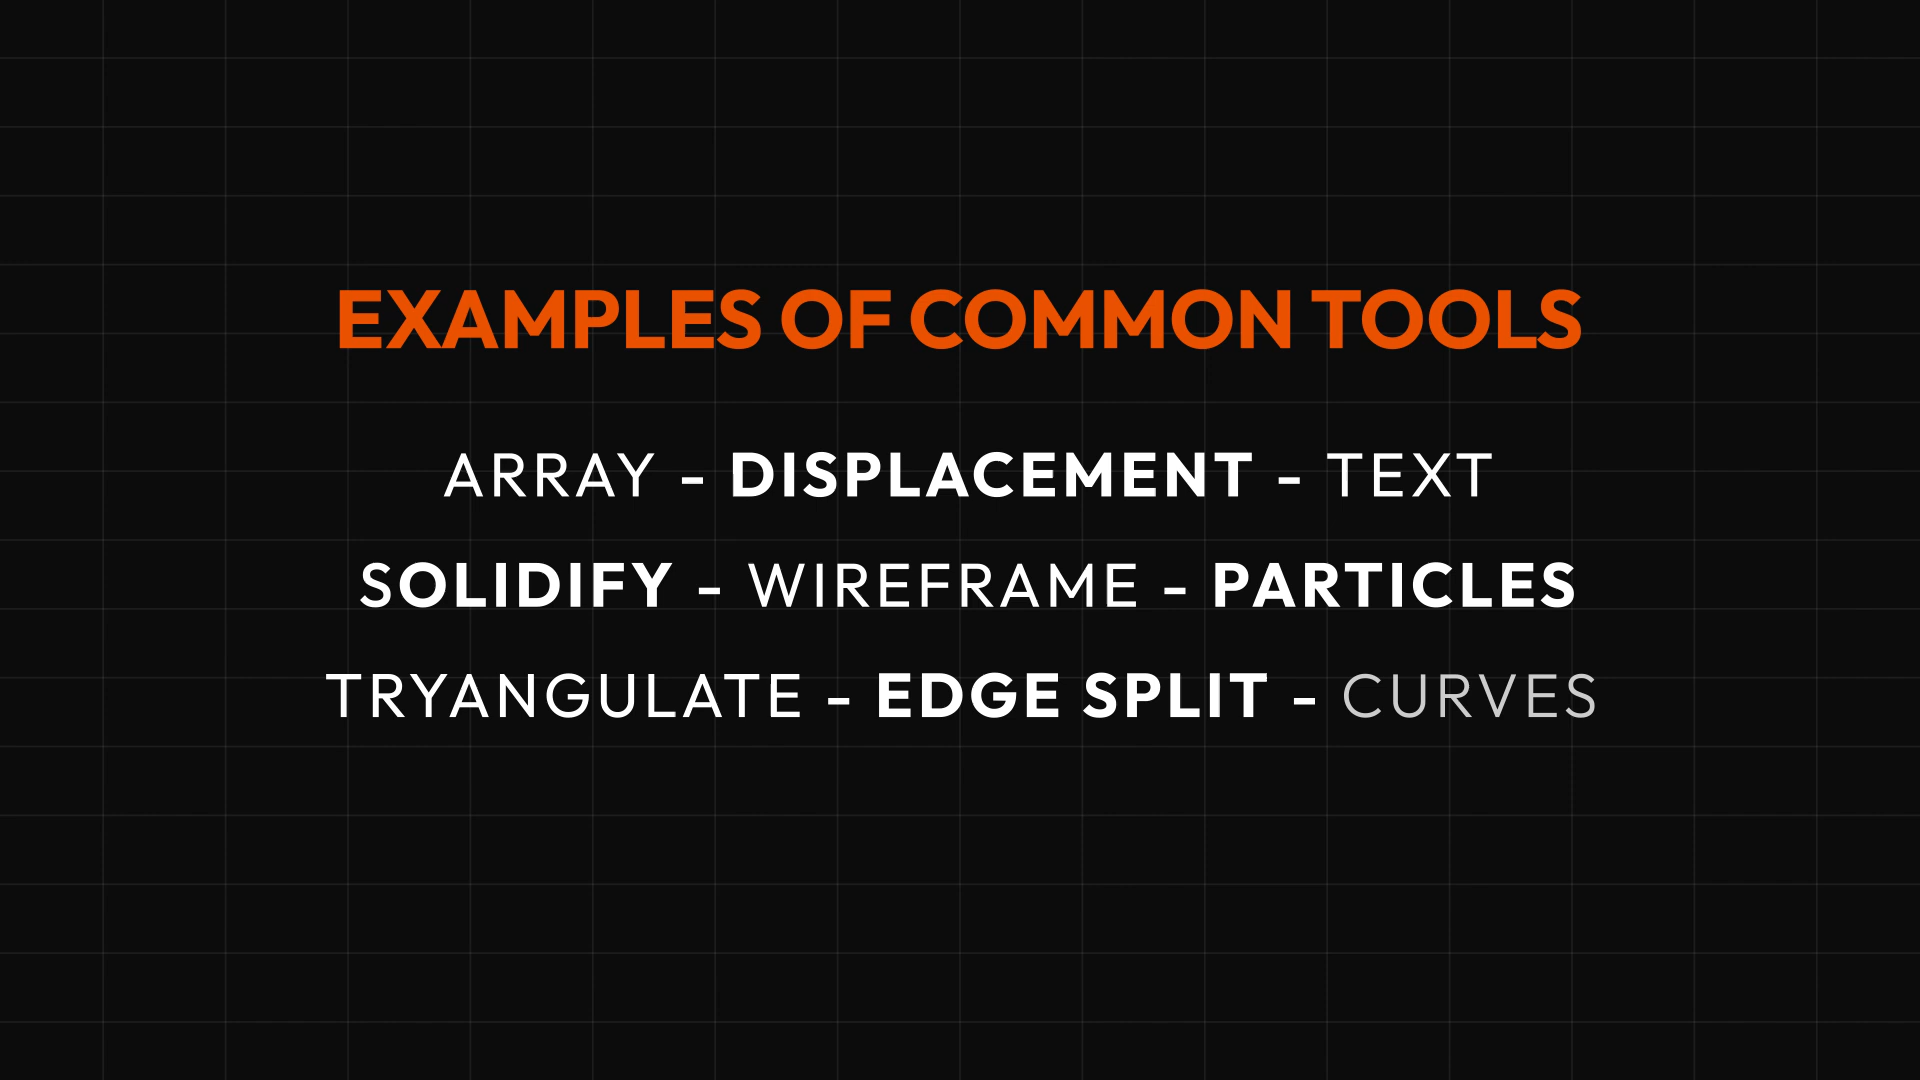 EXAMPLES OF COMMON TOOLS
ARRAY - DISPLACEMENT - TEXT
SOLIDIFY - WIREFRAME - PARTICLES
TRYANGULATE - EDGE SPLIT - CURVES